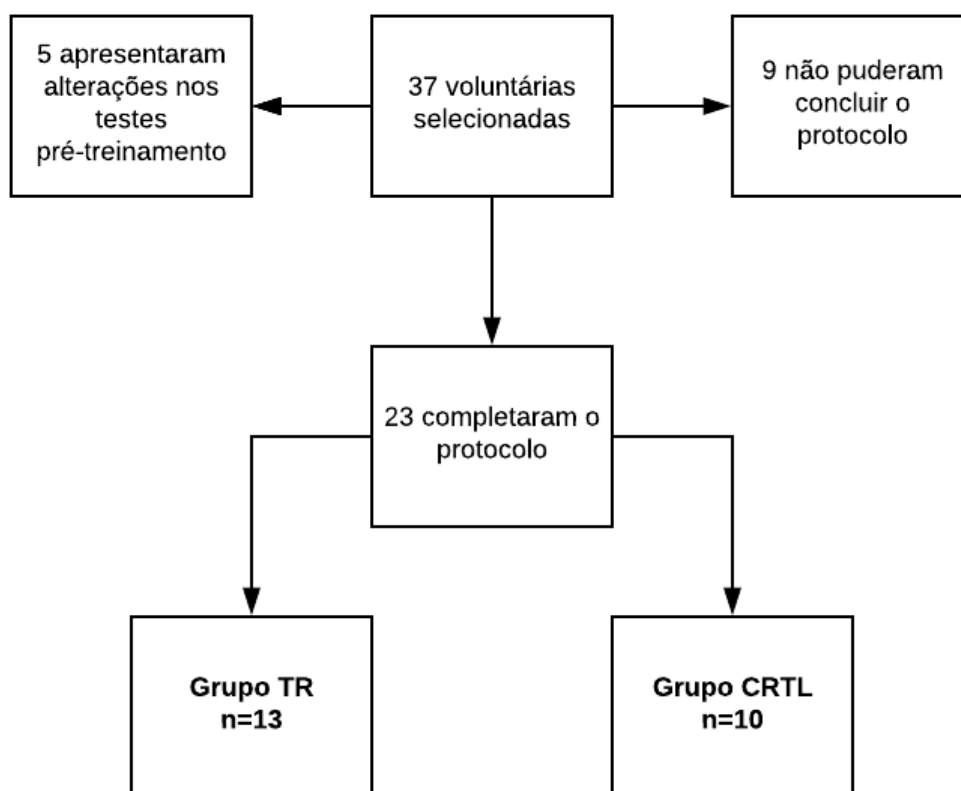 5 apresentaram
alterações nos
testes
pré-treinamento
37 voluntárias
selecionadas
9 não puderam
concluir o
protocolo
23 completaram o
protocolo
Grupo TR
n=13
Grupo CRTL
n=10